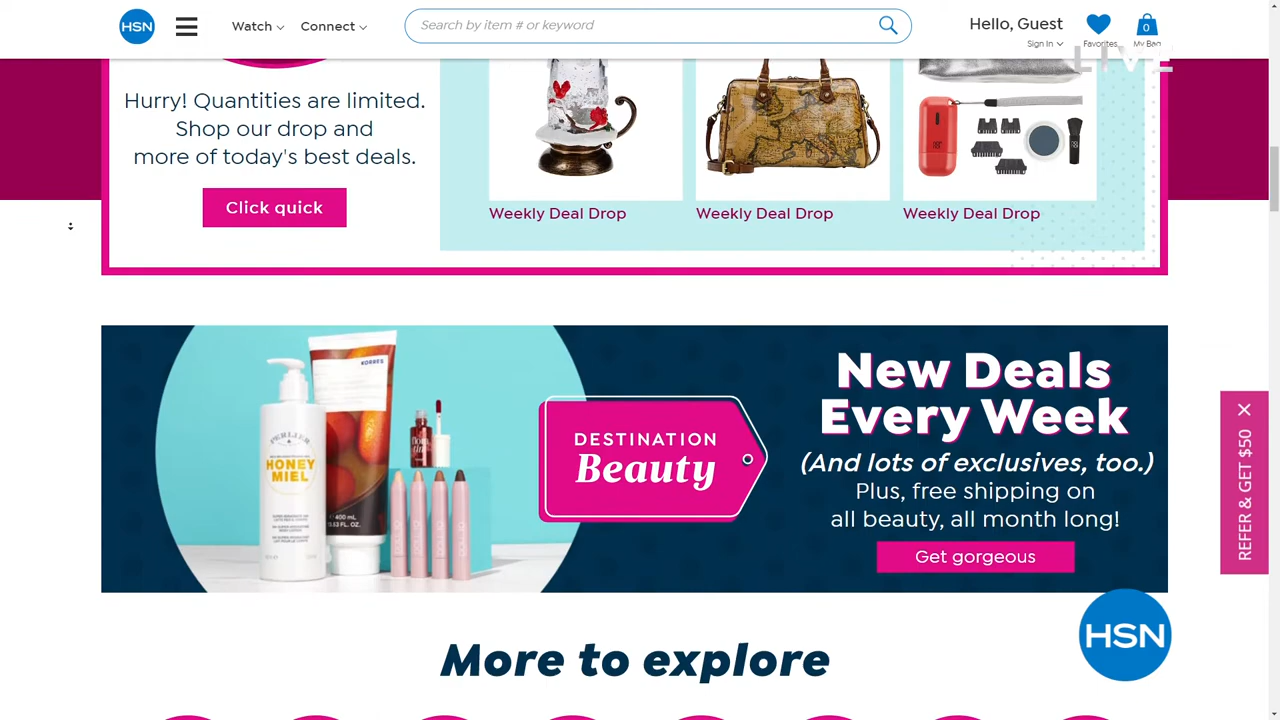 HSN
Watch
Connect
Search by item # or keyword
Hello, Guest
Sign In
Favorites
0
My Bag
LIVE
Hurry! Quantities are limited.
Shop our drop and
more of today's best deals.
Click quick
Weekly Deal Drop
Weekly Deal Drop
Weekly Deal Drop
KORRES
PERLIER
HONEY
MIEL
DESTINATION
Beauty
New Deals
Every Week
(And lots of exclusives, too.)
Plus, free shipping on
all beauty, all month long!
Get gorgeous
REFER & GET $50
HSN
More to explore